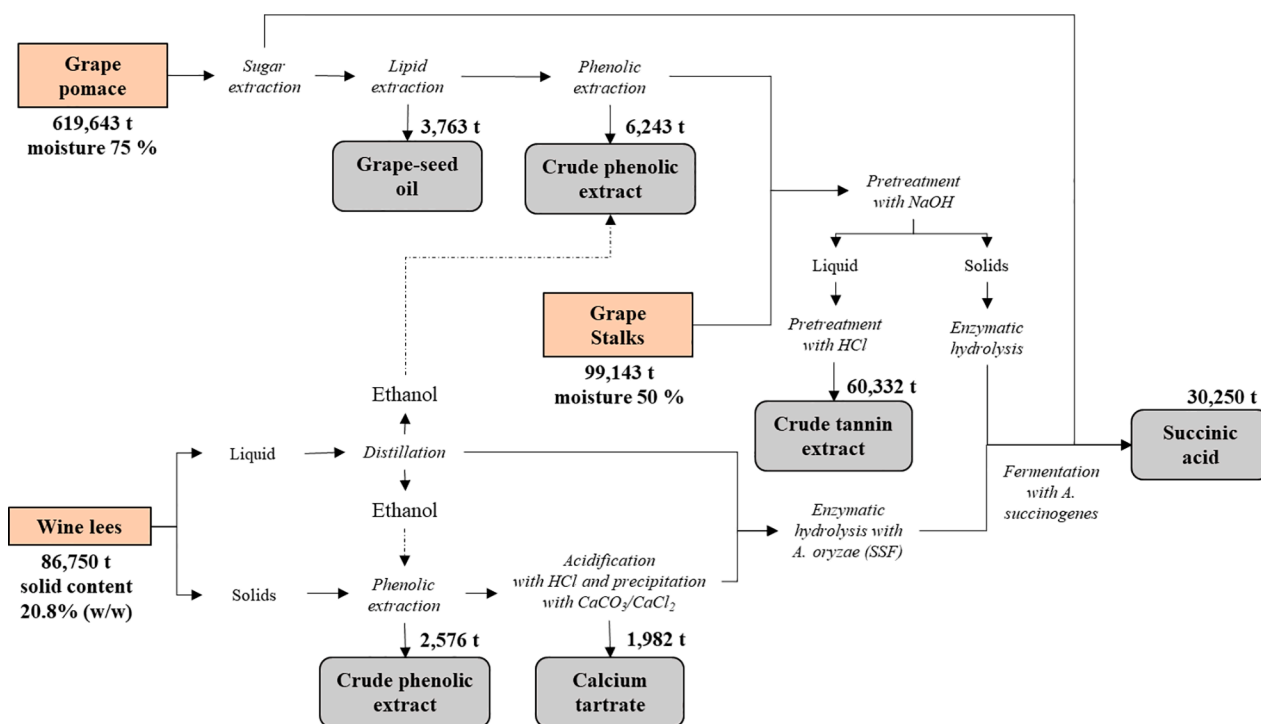 Grape
pomace
619,643 t
moisture 75 %
Sugar
extraction
Lipid
extraction
3,763 t
Grape-seed
oil
Phenolic
extraction
6,243 t
Crude phenolic
extract
Pretreatment
with NaOH
Liquid
Solids
Grape
Stalks
99,143 t
moisture 50 %
Pretreatment
with HCl
60,332 t
Crude tannin
extract
Enzymatic
hydrolysis
30,250 t
Succinic
acid
Fermentation
with A.
succinogenes
Wine lees
86,750 t
solid content
20.8% (w/w)
Liquid
Ethanol
Distillation
Ethanol
Solids
Phenolic
extraction
2,576 t
Crude phenolic
extract
Acidification
with HCl and precipitation
with CaCO₃/CaCl₂
1,982 t
Calcium
tartrate
Enzymatic
hydrolysis with
A. oryzae (SSF)